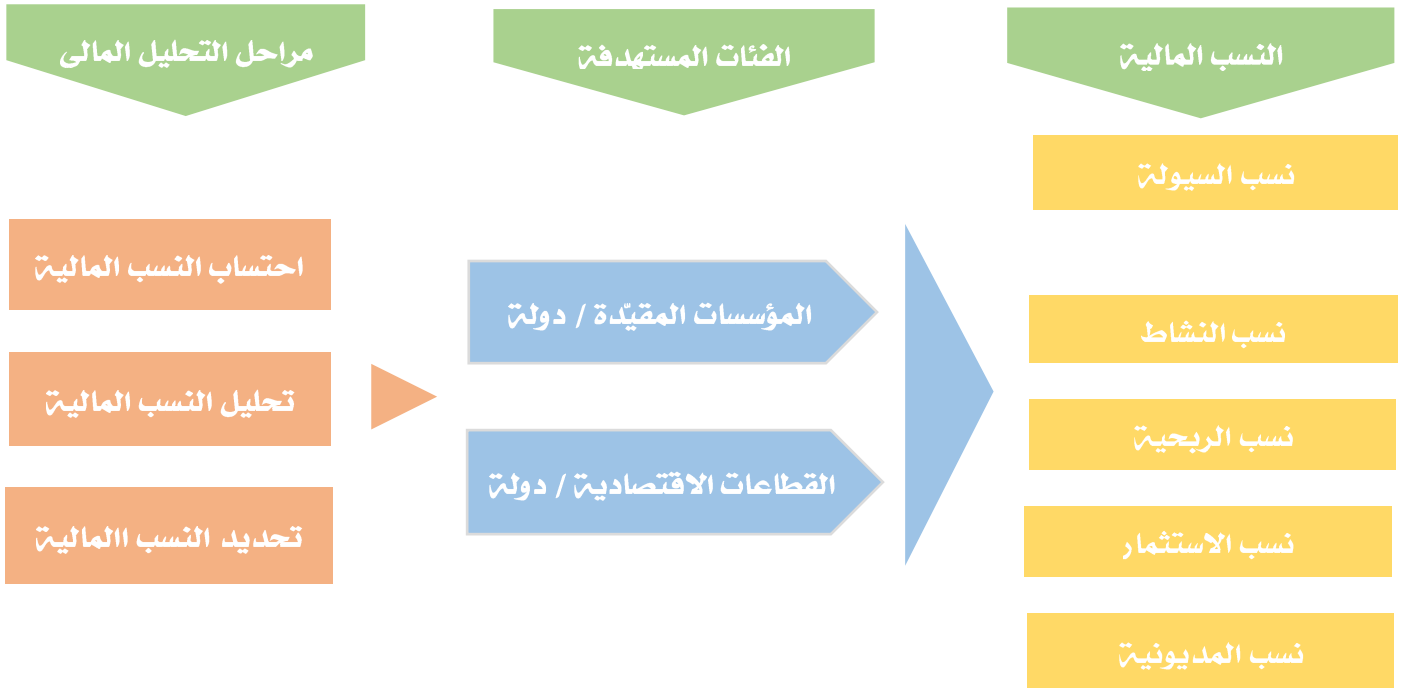 النسب المالية
الفئات المستهدفة
مراحل التحليل المالى
نسب السيولة
نسب النشاط
نسب الربحية
نسب الاستثمار
نسب المديونية
المؤسسات المقيّدة / دولة
القطاعات الاقتصادية / دولة
احتساب النسب المالية
تحليل النسب المالية
تحديد النسب االمالية